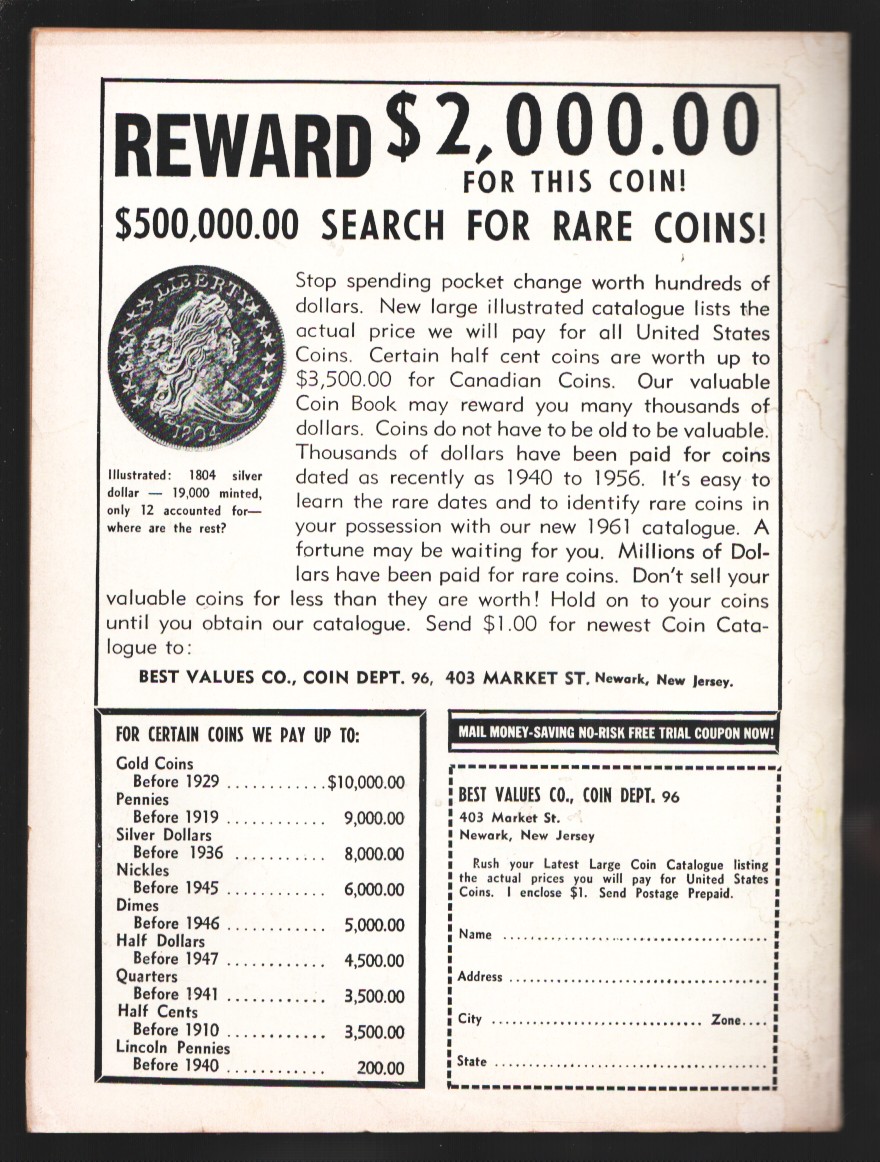 REWARD $2,000.00
FOR THIS COIN!
$500,000.00 SEARCH FOR RARE COINS!
LIBERTY
1804
Illustrated: 1804 silver
dollar — 19,000 minted,
only 12 accounted for—
where are the rest?
Stop spending pocket change worth hundreds of
dollars. New large illustrated catalogue lists the
actual price we will pay for all United States
Coins. Certain half cent coins are worth up to
$3,500.00 for Canadian Coins. Our valuable
Coin Book may reward you many thousands of
dollars. Coins do not have to be old to be valuable.
Thousands of dollars have been paid for coins
dated as recently as 1940 to 1956. It's easy to
learn the rare dates and to identify rare coins in
your possession with our new 1961 catalogue. A
fortune may be waiting for you. Millions of Dol-
lars have been paid for rare coins. Don't sell your
valuable coins for less than they are worth! Hold on to your coins
until you obtain our catalogue. Send $1.00 for newest Coin Cata-
logue to:
BEST VALUES CO., COIN DEPT. 96, 403 MARKET ST. Newark, New Jersey.
FOR CERTAIN COINS WE PAY UP TO:
Gold Coins
Before 1929 ............$10,000.00
Pennies
Before 1919 ............ 9,000.00
Silver Dollars
Before 1936 ........... 8,000.00
Nickles
Before 1945 ............ 6,000.00
Dimes
Before 1946 ............ 5,000.00
Half Dollars
Before 1947 ............ 4,500.00
Quarters
Before 1941 ............ 3,500.00
Half Cents
Before 1910 ............ 3,500.00
Lincoln Pennies
Before 1940 ............ 200.00
MAIL MONEY-SAVING NO-RISK FREE TRIAL COUPON NOW!
BEST VALUES CO., COIN DEPT. 96
403 Market St.
Newark, New Jersey
Rush your Latest Large Coin Catalogue listing
the actual prices you will pay for United States
Coins. I enclose $1. Send Postage Prepaid.
Name ........................................
Address .......................................
City ................................ Zone....
State .........................................